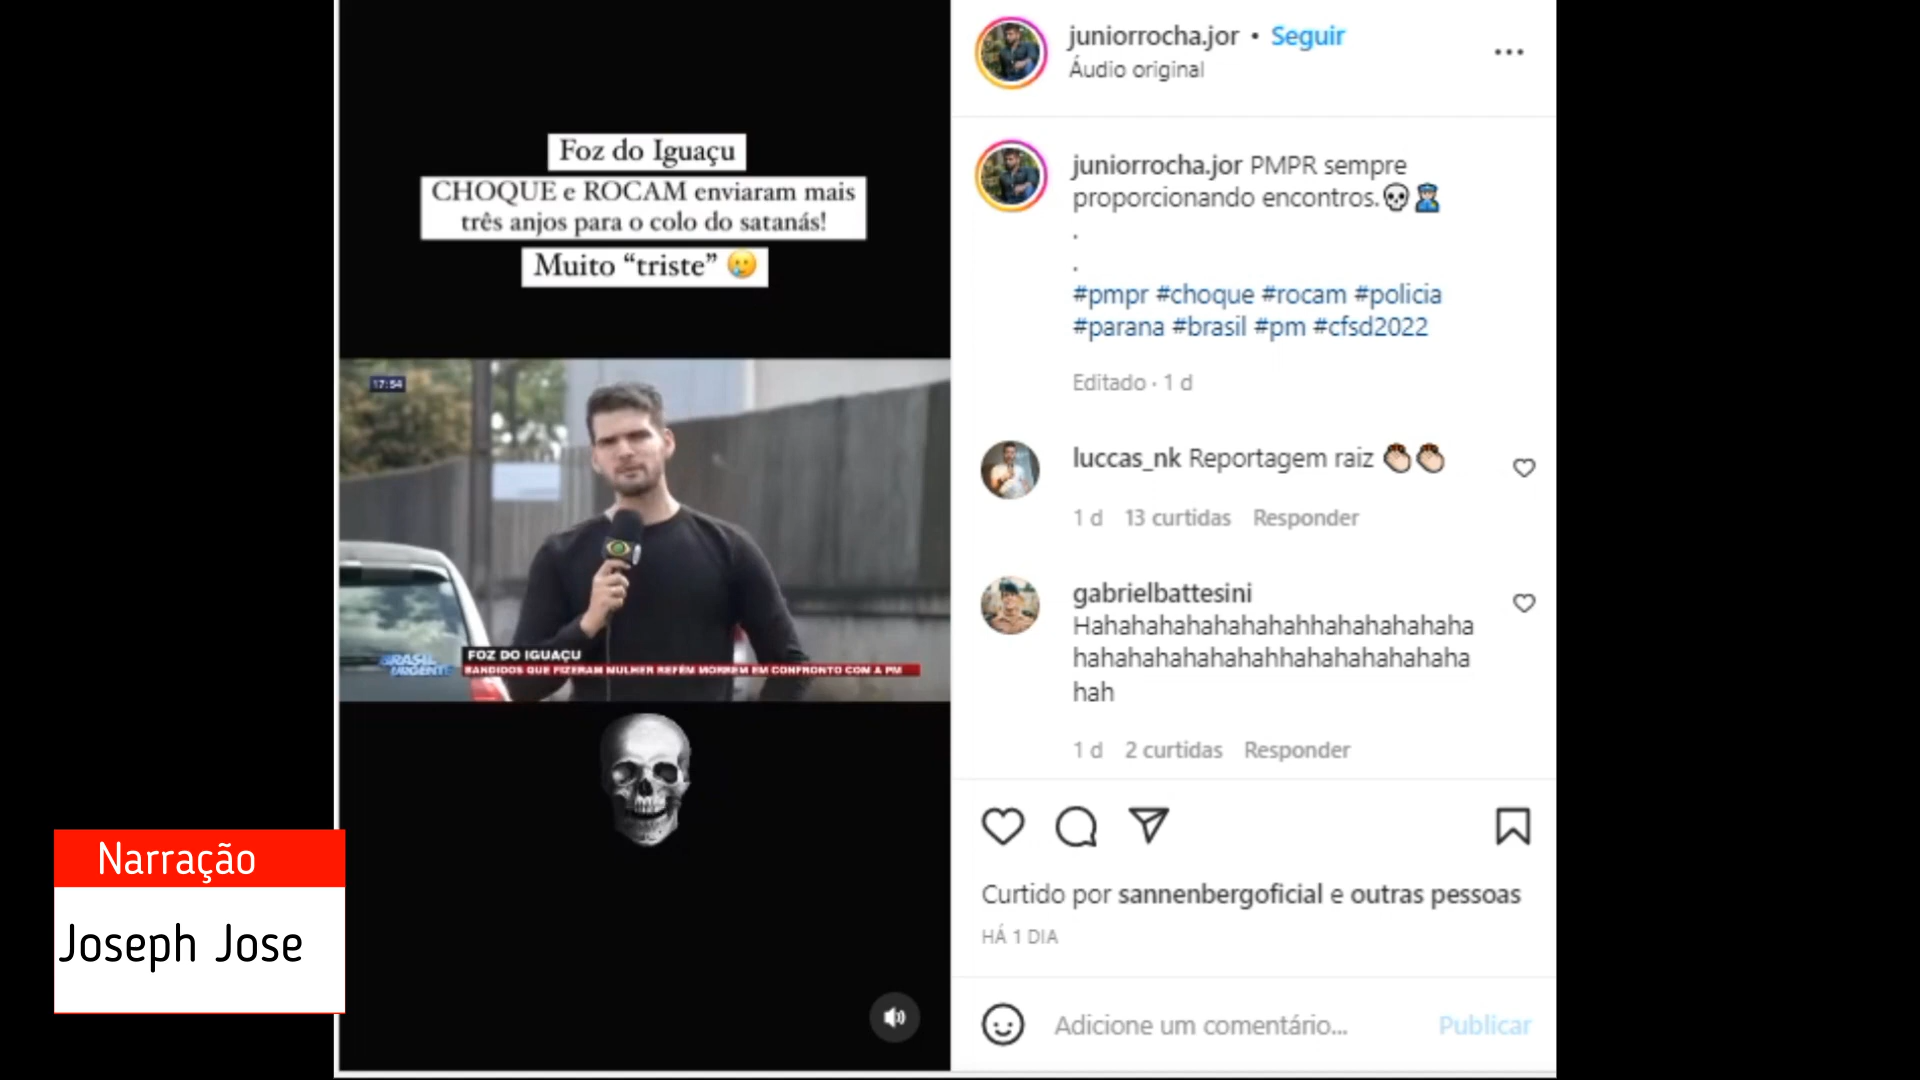 Foz do Iguaçu
CHOQUE e ROCAM enviaram mais
três anjos para o colo do satanás!
Muito “triste” 🥲
17:54
BRASIL
URGENTE
FOZ DO IGUAÇU
BANDIDOS QUE FIZERAM MULHER REFÉM MORREM EM CONFRONTO COM A PM
Narração
Joseph Jose
juniorrocha.jor • Seguir
Áudio original
juniorrocha.jor PMPR sempre
proporcionando encontros.💀👮
.
.
#pmpr #choque #rocam #policia
#parana #brasil #pm #cfsd2022
Editado · 1 d
luccas_nk Reportagem raiz 👏🏻👏🏻
1 d 13 curtidas Responder
gabrielbattesini
Hahahahahahahahahhahahahahaha
hahahahahahahahhahahahahahaha
hah
1 d 2 curtidas Responder
Curtido por sannenbergoficial e outras pessoas
HÁ 1 DIA
Adicione um comentário... Publicar